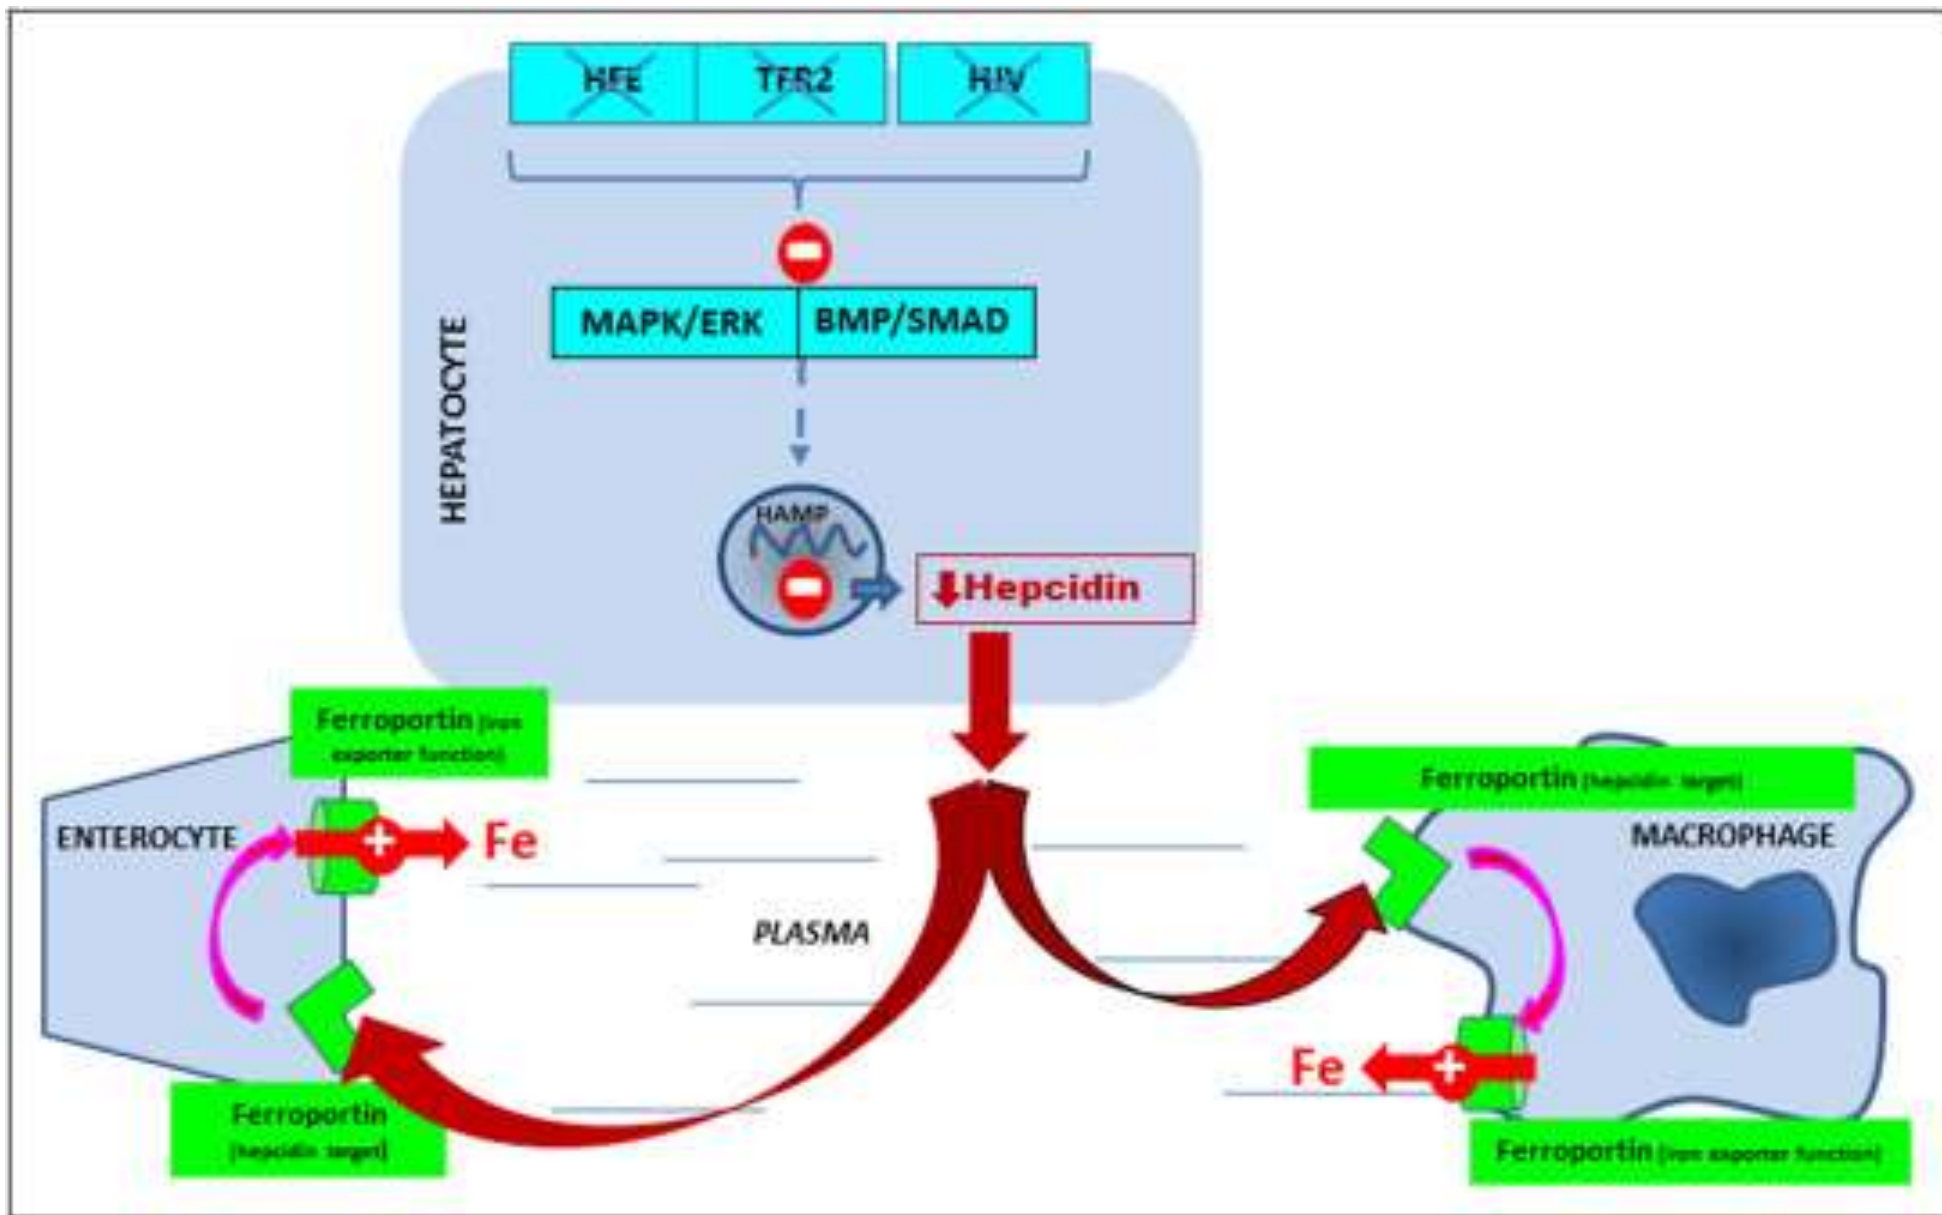 HFE TFR2 HJV
MAPK/ERK BMP/SMAD
HEPATOCYTE
HAMP
Hepcidin
Ferroportin (iron
exporter function)
ENTEROCYTE
Fe
PLASMA
Ferroportin
(hepcidin target)
Ferroportin (hepcidin target)
MACROPHAGE
Fe
Ferroportin (iron exporter function)